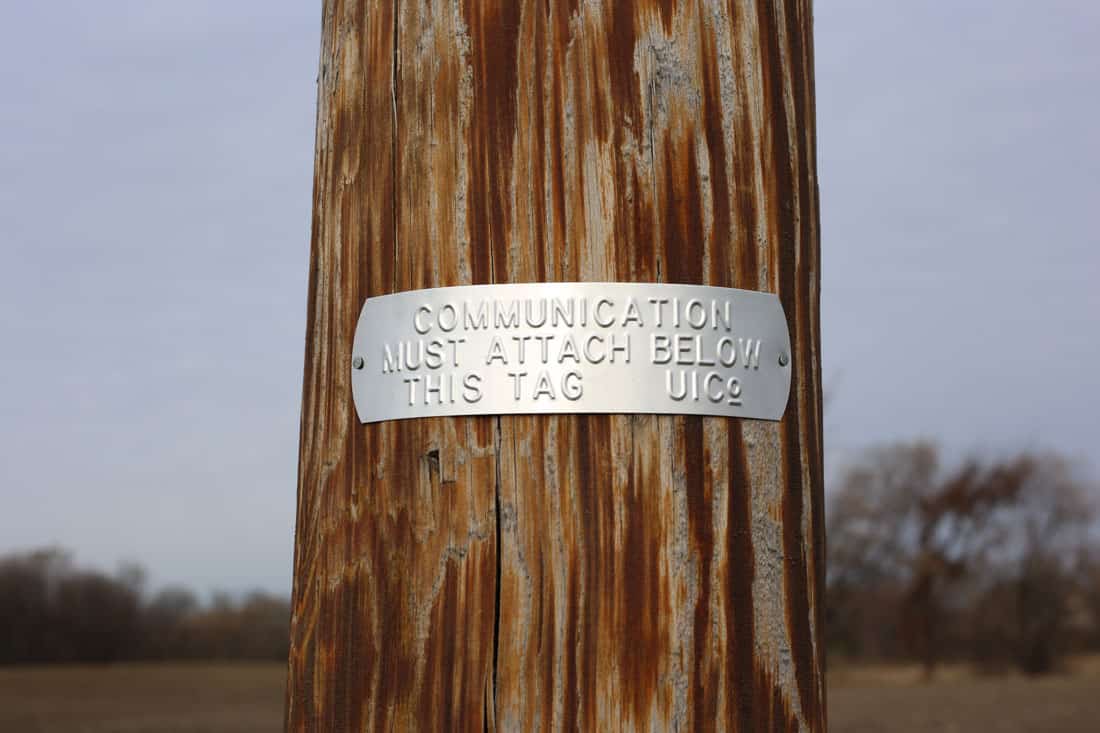 COMMUNICATION
MUST ATTACH BELOW
THIS TAG UICo